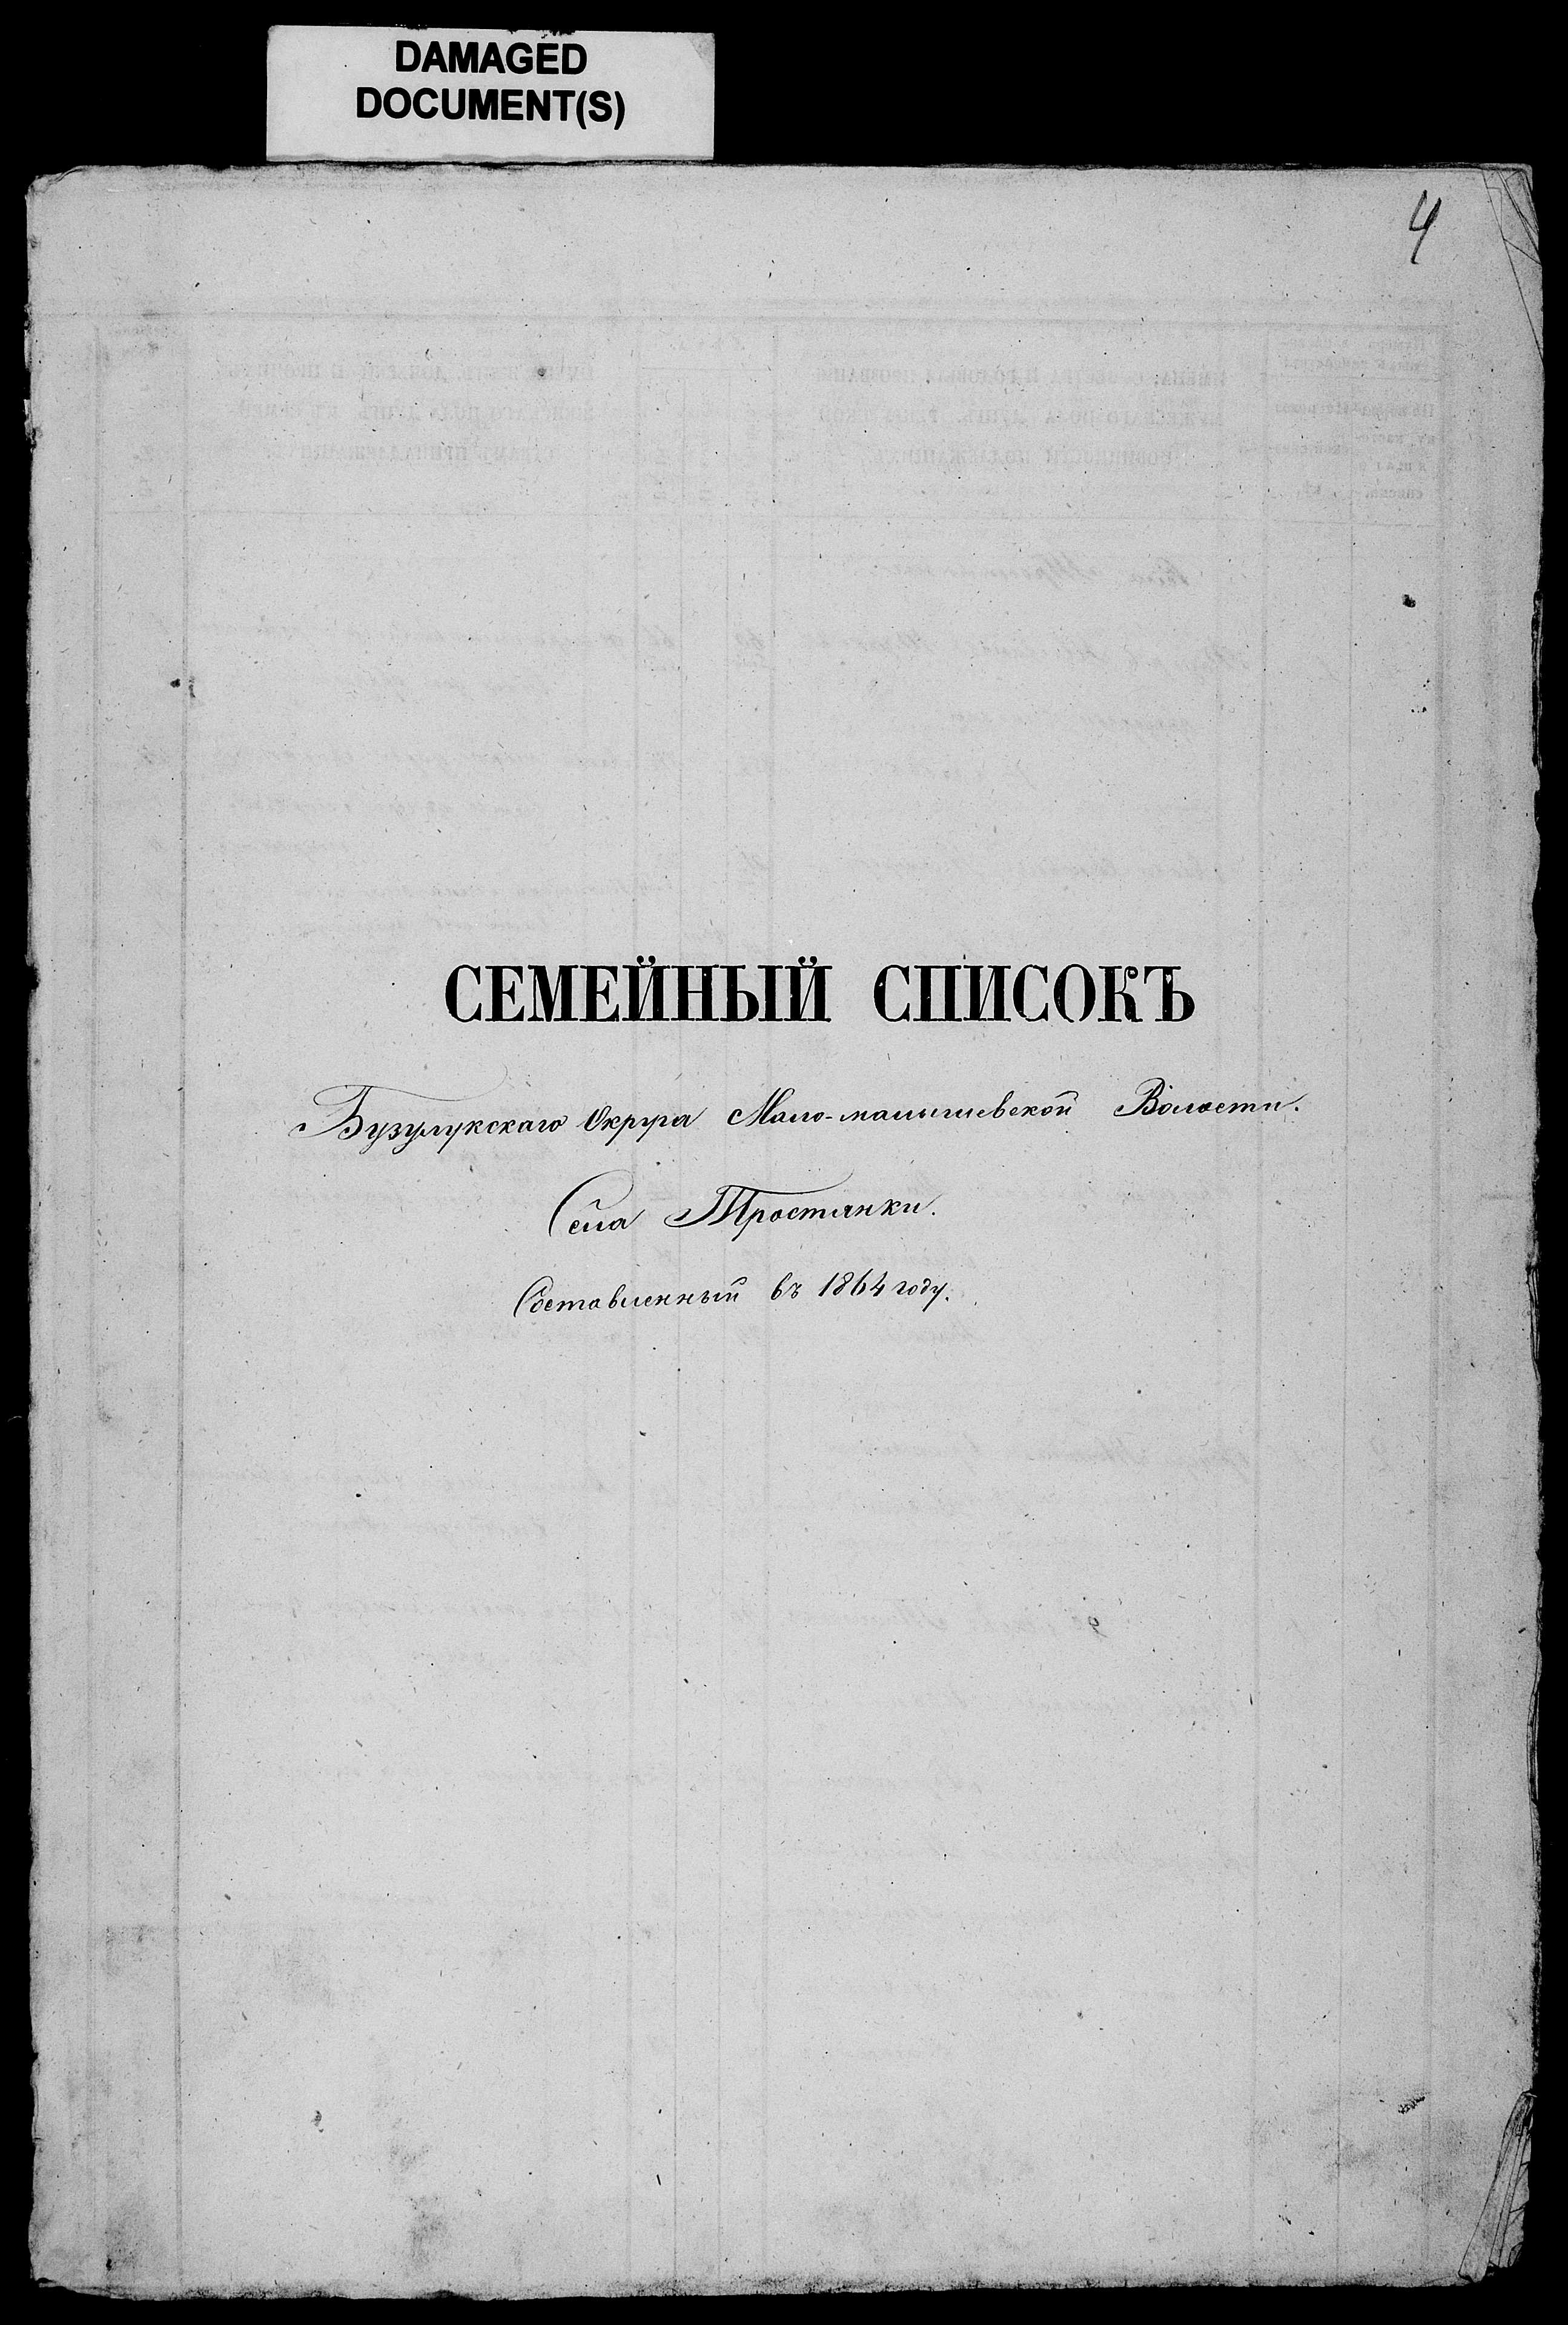 DAMAGED
DOCUMENT(S)
4
СЕМЕЙНЫЙ СПИСОКЪ
Бузулукскаго Округа Мало-малышевской Волости.
Села Тростянки.
Составленный въ 1864 году.